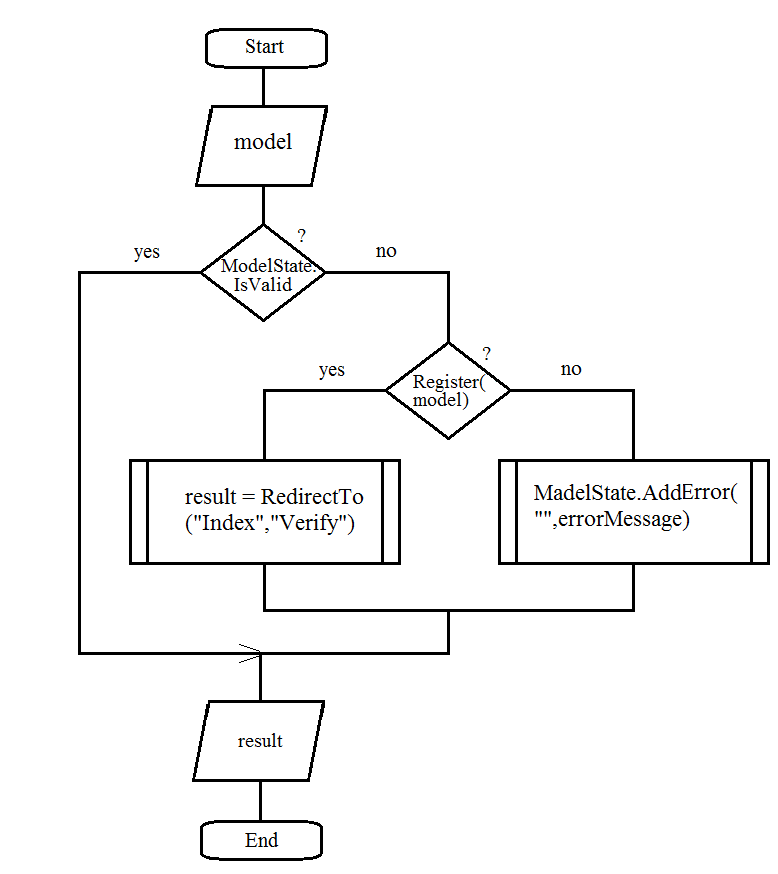 Start
model
?
yes
no
ModelState.
IsValid
?
yes
no
Register(
model)
result = RedirectTo
("Index","Verify")
MadelState.AddError(
"",errorMessage)
result
End